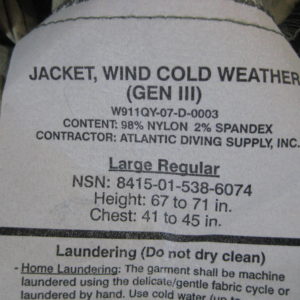 JACKET, WIND COLD WEATHER
(GEN III)
W911QY-07-D-0003
CONTENT: 98% NYLON 2% SPANDEX
CONTRACTOR: ATLANTIC DIVING SUPPLY, INC.
Large Regular
NSN: 8415-01-538-6074
Height: 67 to 71 in.
Chest: 41 to 45 in.
Laundering (Do not dry clean)
- Home Laundering: The garment shall be machine
laundered using the delicate/gentle fabric cycle or
laundered by hand. Use cold water (up to